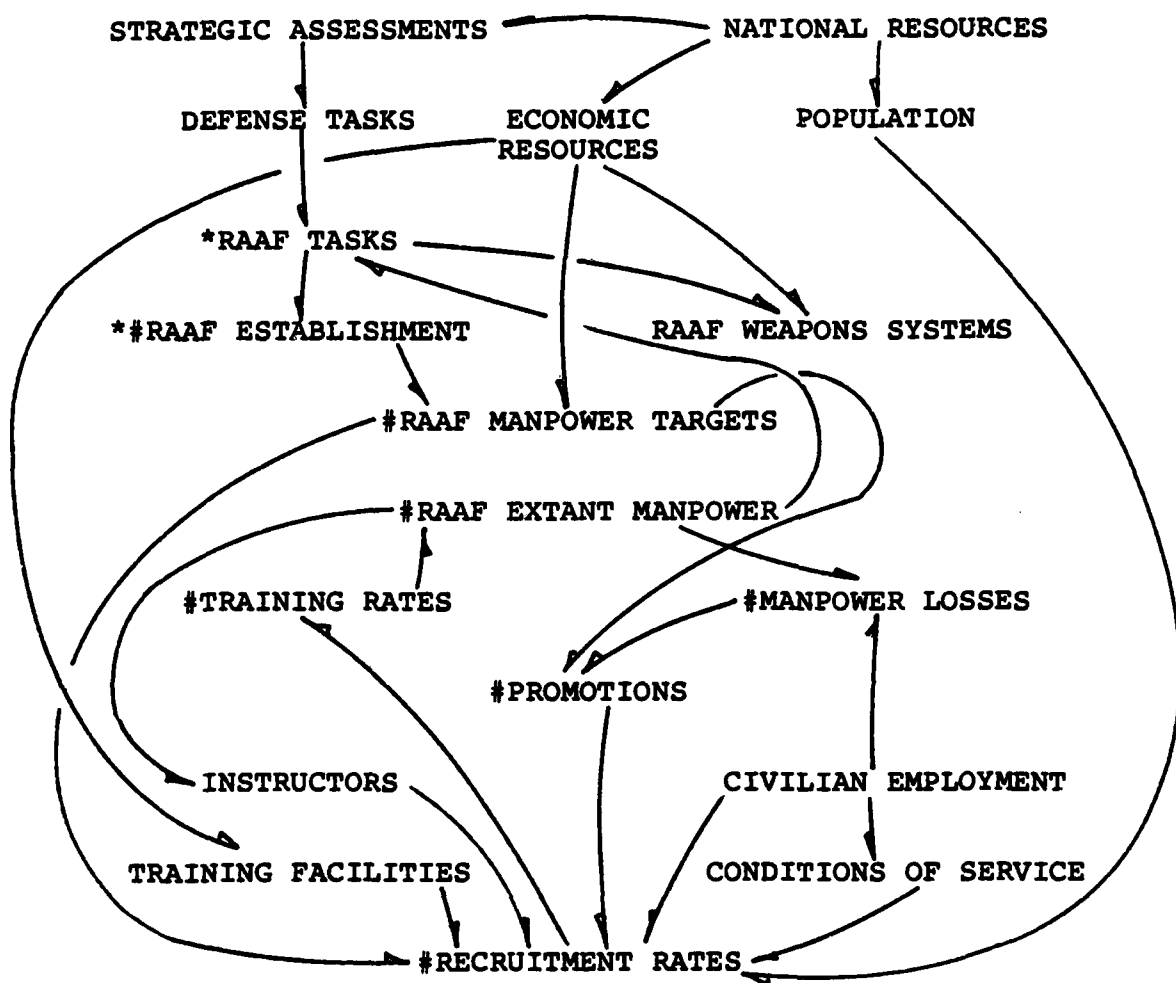 STRATEGIC ASSESSMENTS
NATIONAL RESOURCES
DEFENSE TASKS
ECONOMIC
RESOURCES
POPULATION
*RAAF TASKS
*#RAAF ESTABLISHMENT
RAAF WEAPONS SYSTEMS
#RAAF MANPOWER TARGETS
#RAAF EXTANT MANPOWER
#TRAINING RATES
#MANPOWER LOSSES
#PROMOTIONS
INSTRUCTORS
CIVILIAN EMPLOYMENT
TRAINING FACILITIES
CONDITIONS OF SERVICE
#RECRUITMENT RATES